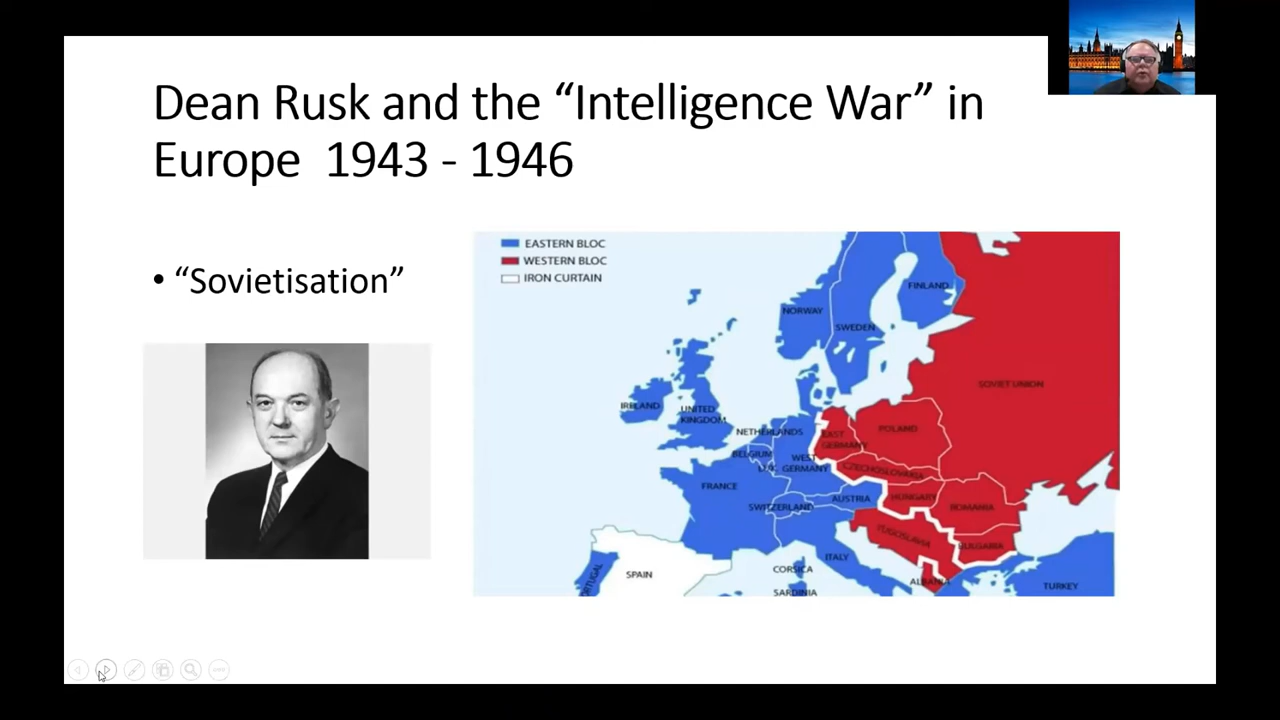 Dean Rusk and the “Intelligence War” in
Europe 1943 - 1946
• “Sovietisation”
EASTERN BLOC
WESTERN BLOC
IRON CURTAIN
FINLAND
NORWAY
SWEDEN
SOVIET UNION
IRELAND
UNITED
KINGDOM
NETHERLANDS
EAST
GERMANY
POLAND
BELGIUM
LUX.
WEST
GERMANY
CZECHOSLOVAKIA
FRANCE
SWITZERLAND
AUSTRIA
HUNGARY
ROMANIA
YUGOSLAVIA
BULGARIA
ITALY
CORSICA
SARDINIA
SPAIN
PORTUGAL
ALBANIA
TURKEY